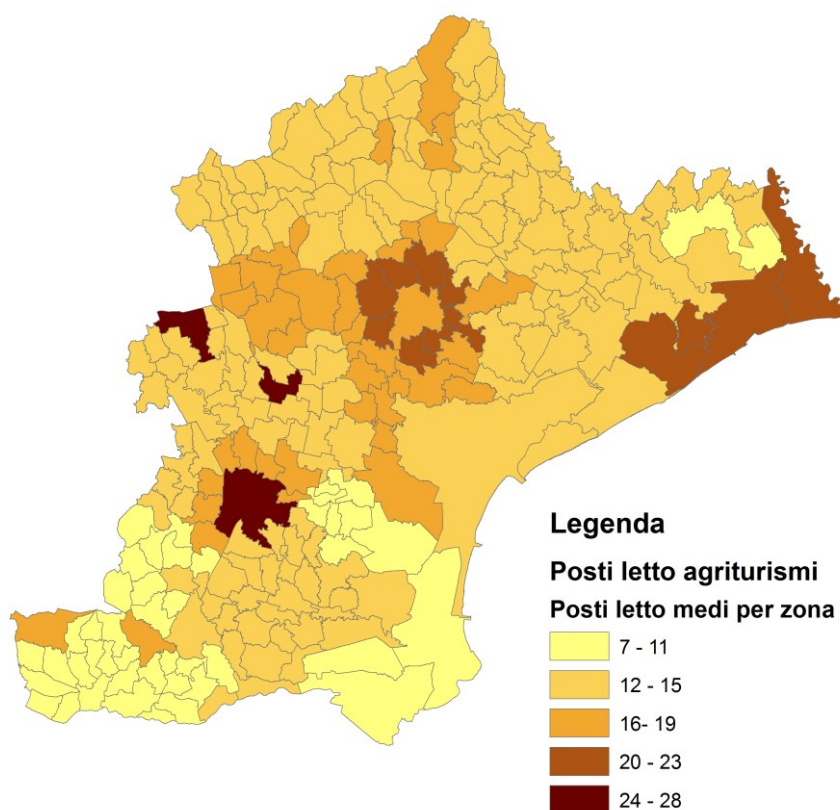 Legenda
Posti letto agriturismi
Posti letto medi per zona
7 - 11
12 - 15
16- 19
20 - 23
24 - 28